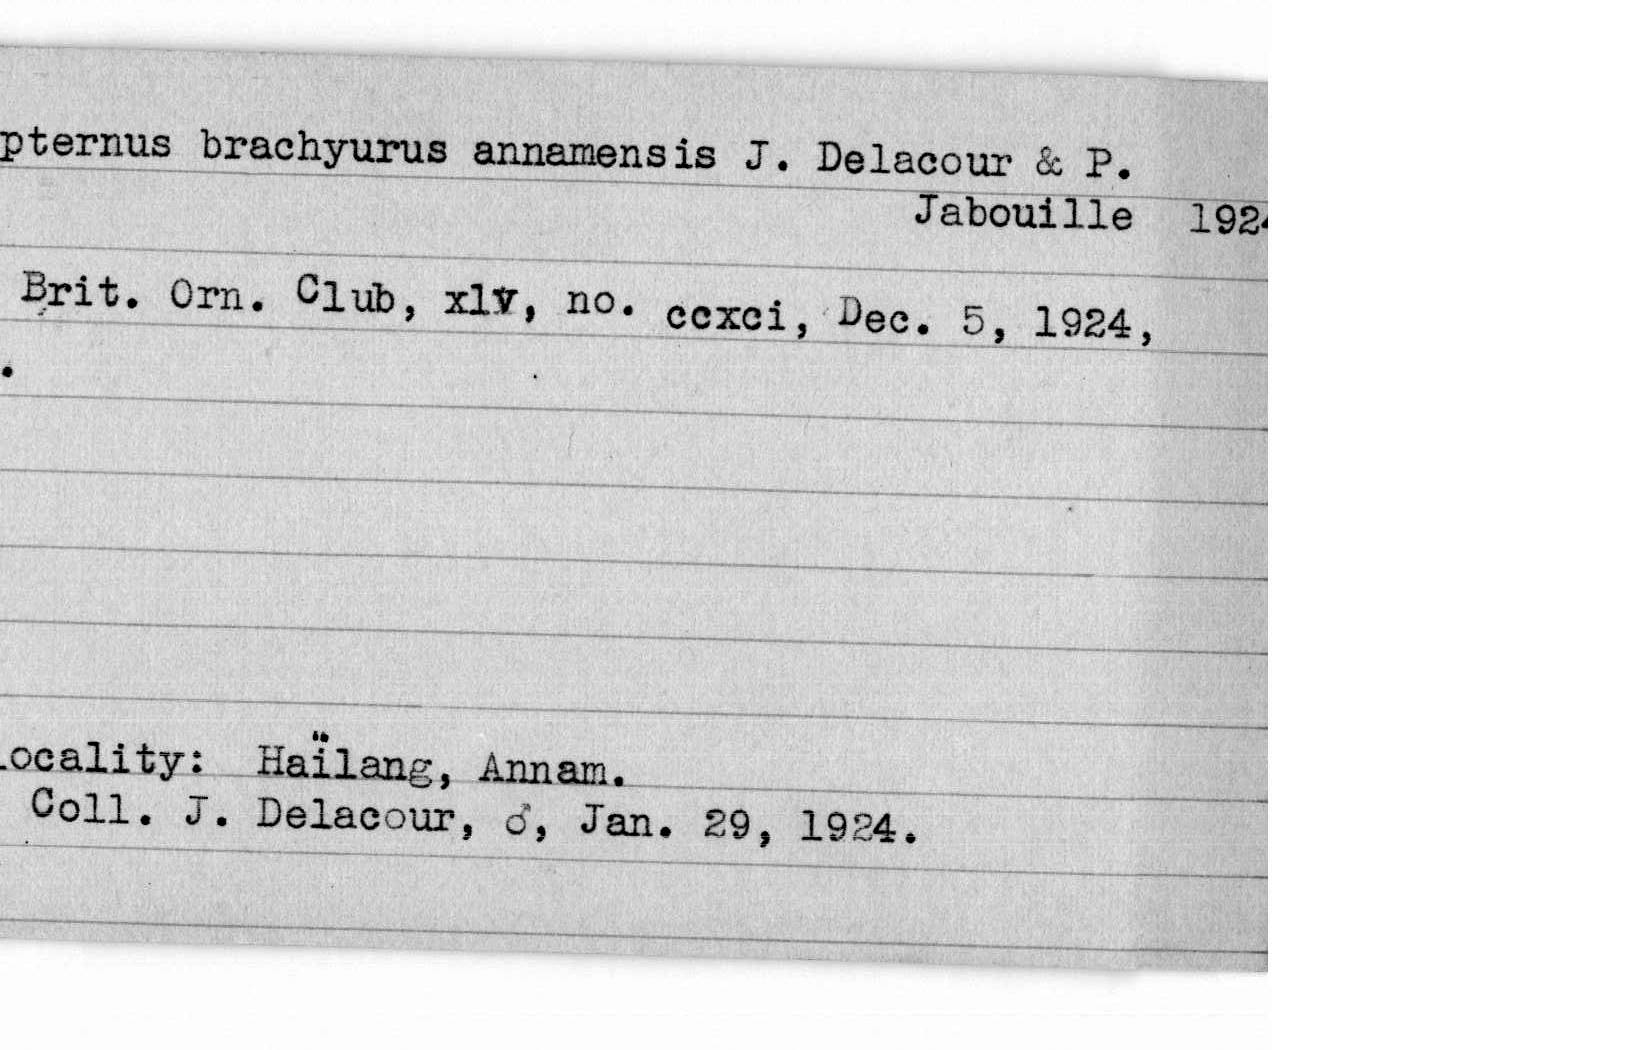 pternus brachyurus annamensis J. Delacour & P.
Jabouille 192
Brit. Orn. Club, xlv, no. ccxci, Dec. 5, 1924,
.
ocality: Haïlang, Annam.
Coll. J. Delacour, ♂, Jan. 29, 1924.